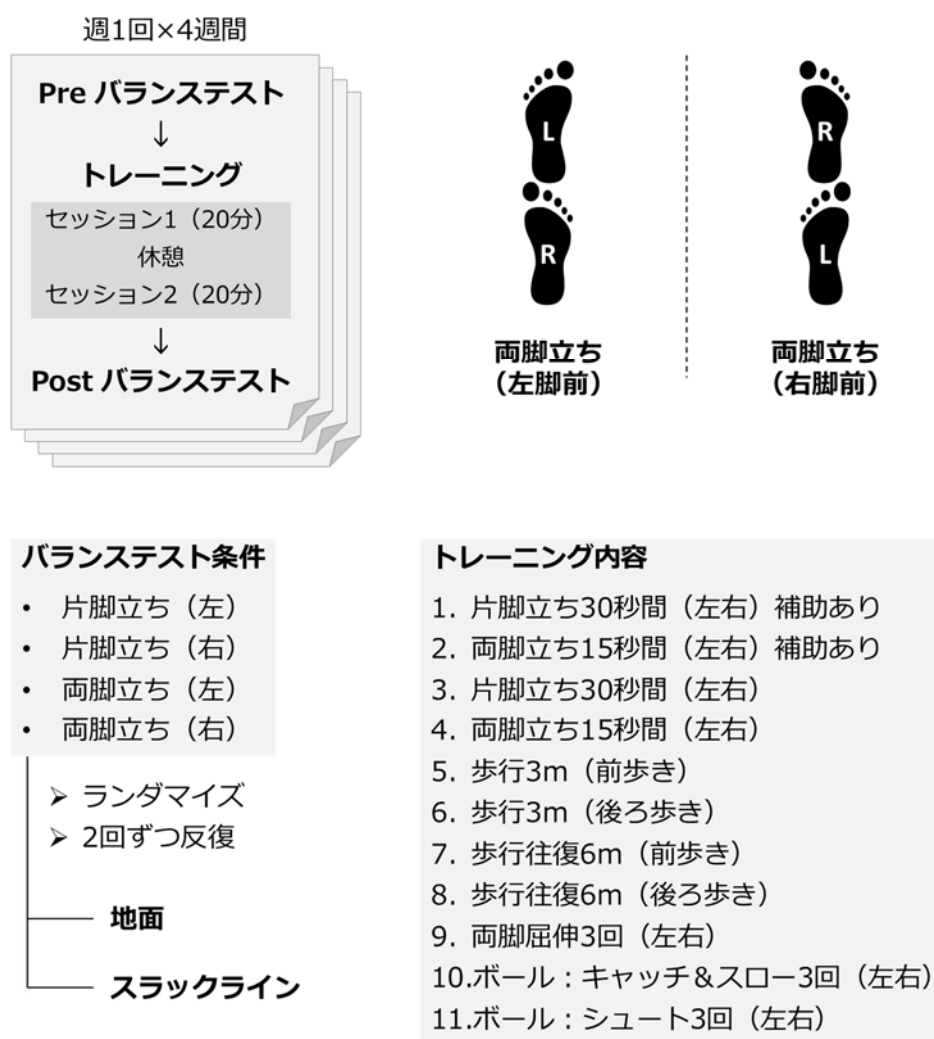 週1回×4週間
Pre バランステスト
↓
トレーニング
セッション1（20分）
休憩
セッション2（20分）
↓
Post バランステスト
L
R
両脚立ち
（左脚前）
R
L
両脚立ち
（右脚前）
バランステスト条件
• 片脚立ち（左）
• 片脚立ち（右）
• 両脚立ち（左）
• 両脚立ち（右）
➢ ランダマイズ
➢ 2回ずつ反復
地面
スラックライン
トレーニング内容
1. 片脚立ち30秒間（左右）補助あり
2. 両脚立ち15秒間（左右）補助あり
3. 片脚立ち30秒間（左右）
4. 両脚立ち15秒間（左右）
5. 歩行3m（前歩き）
6. 歩行3m（後ろ歩き）
7. 歩行往復6m（前歩き）
8. 歩行往復6m（後ろ歩き）
9. 両脚屈伸3回（左右）
10.ボール：キャッチ＆スロー3回（左右）
11.ボール：シュート3回（左右）